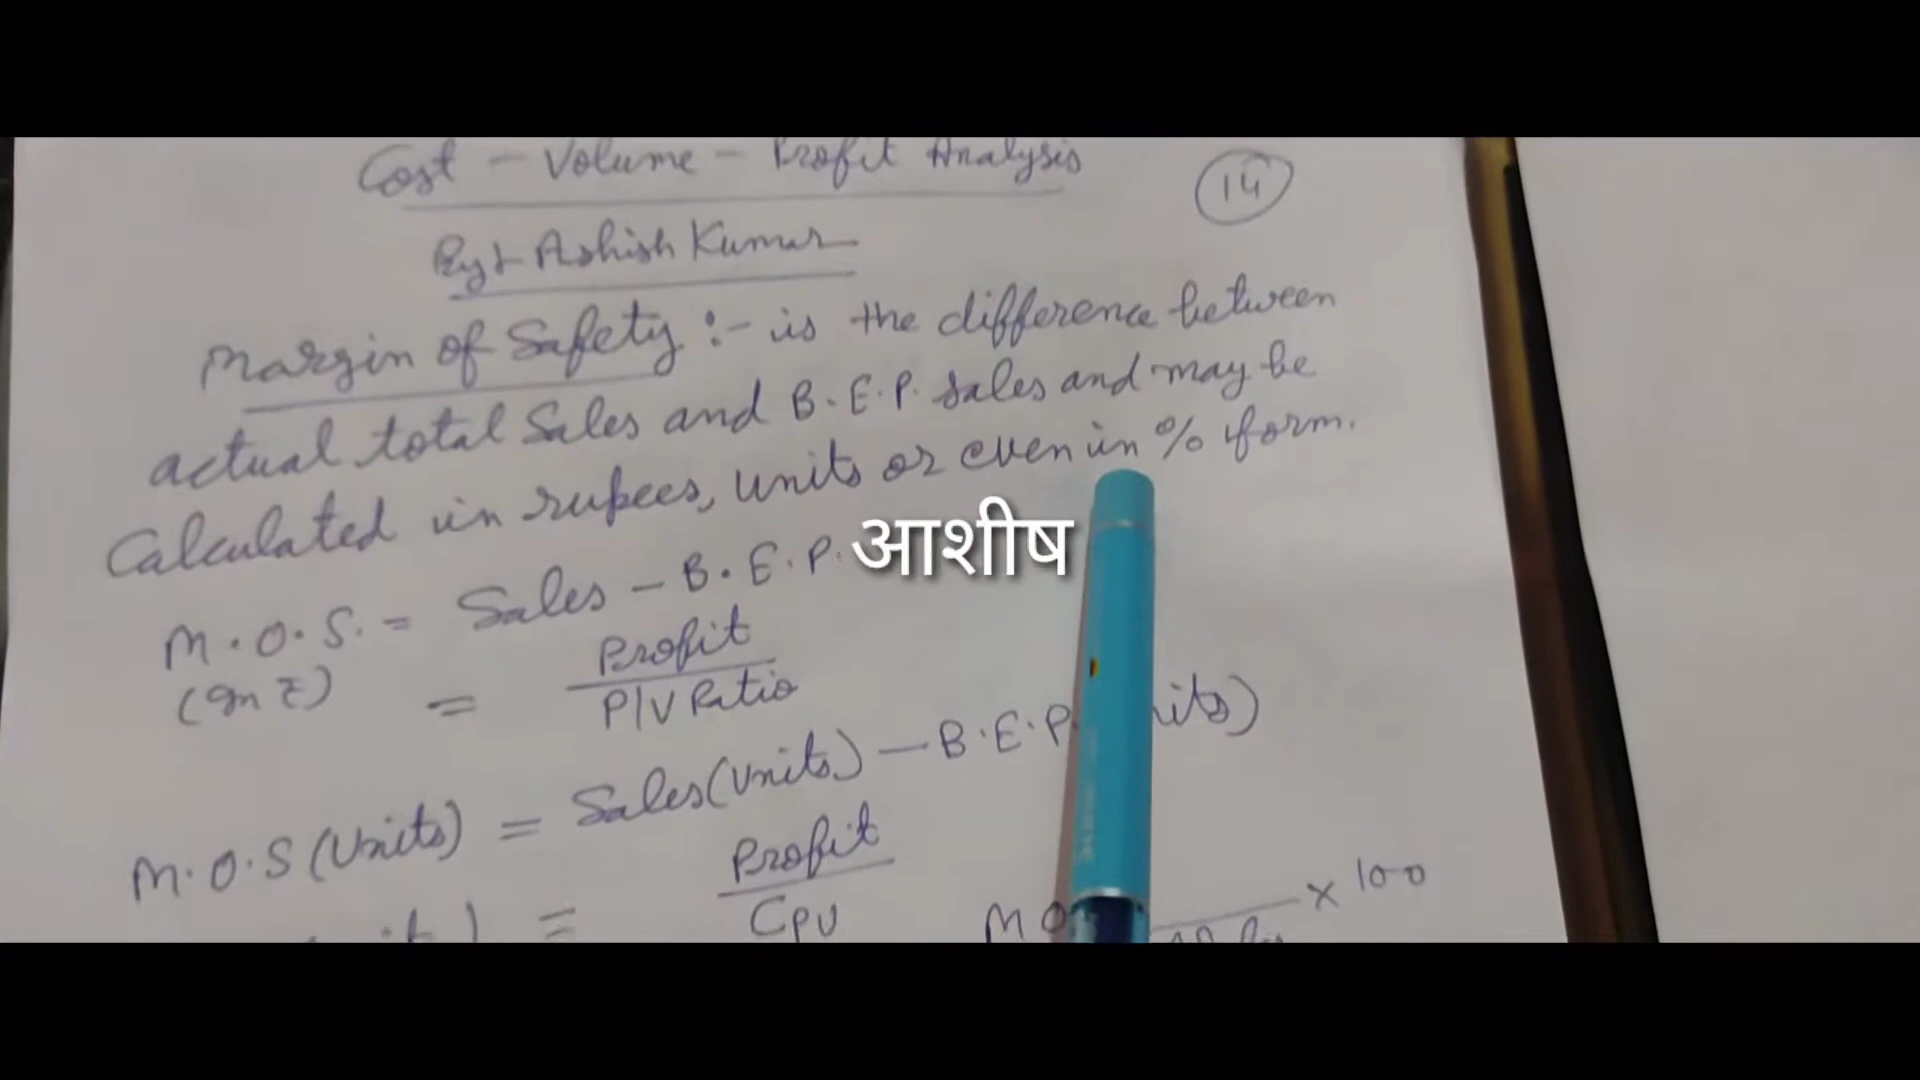 Cost - Volume - Profit Analysis
14
By:- Ashish Kumar
Margin of Safety :- is the difference between
actual total Sales and B.E.P. Sales and may be
Calculated in rupees, units or even in % form.
आशीष
M.O.S. = Sales - B.E.P.
(In ₹) = Profit
P/V Ratio
M.O.S (Units) = Sales (Units) - B.E.P
= Profit
CPU
× 100